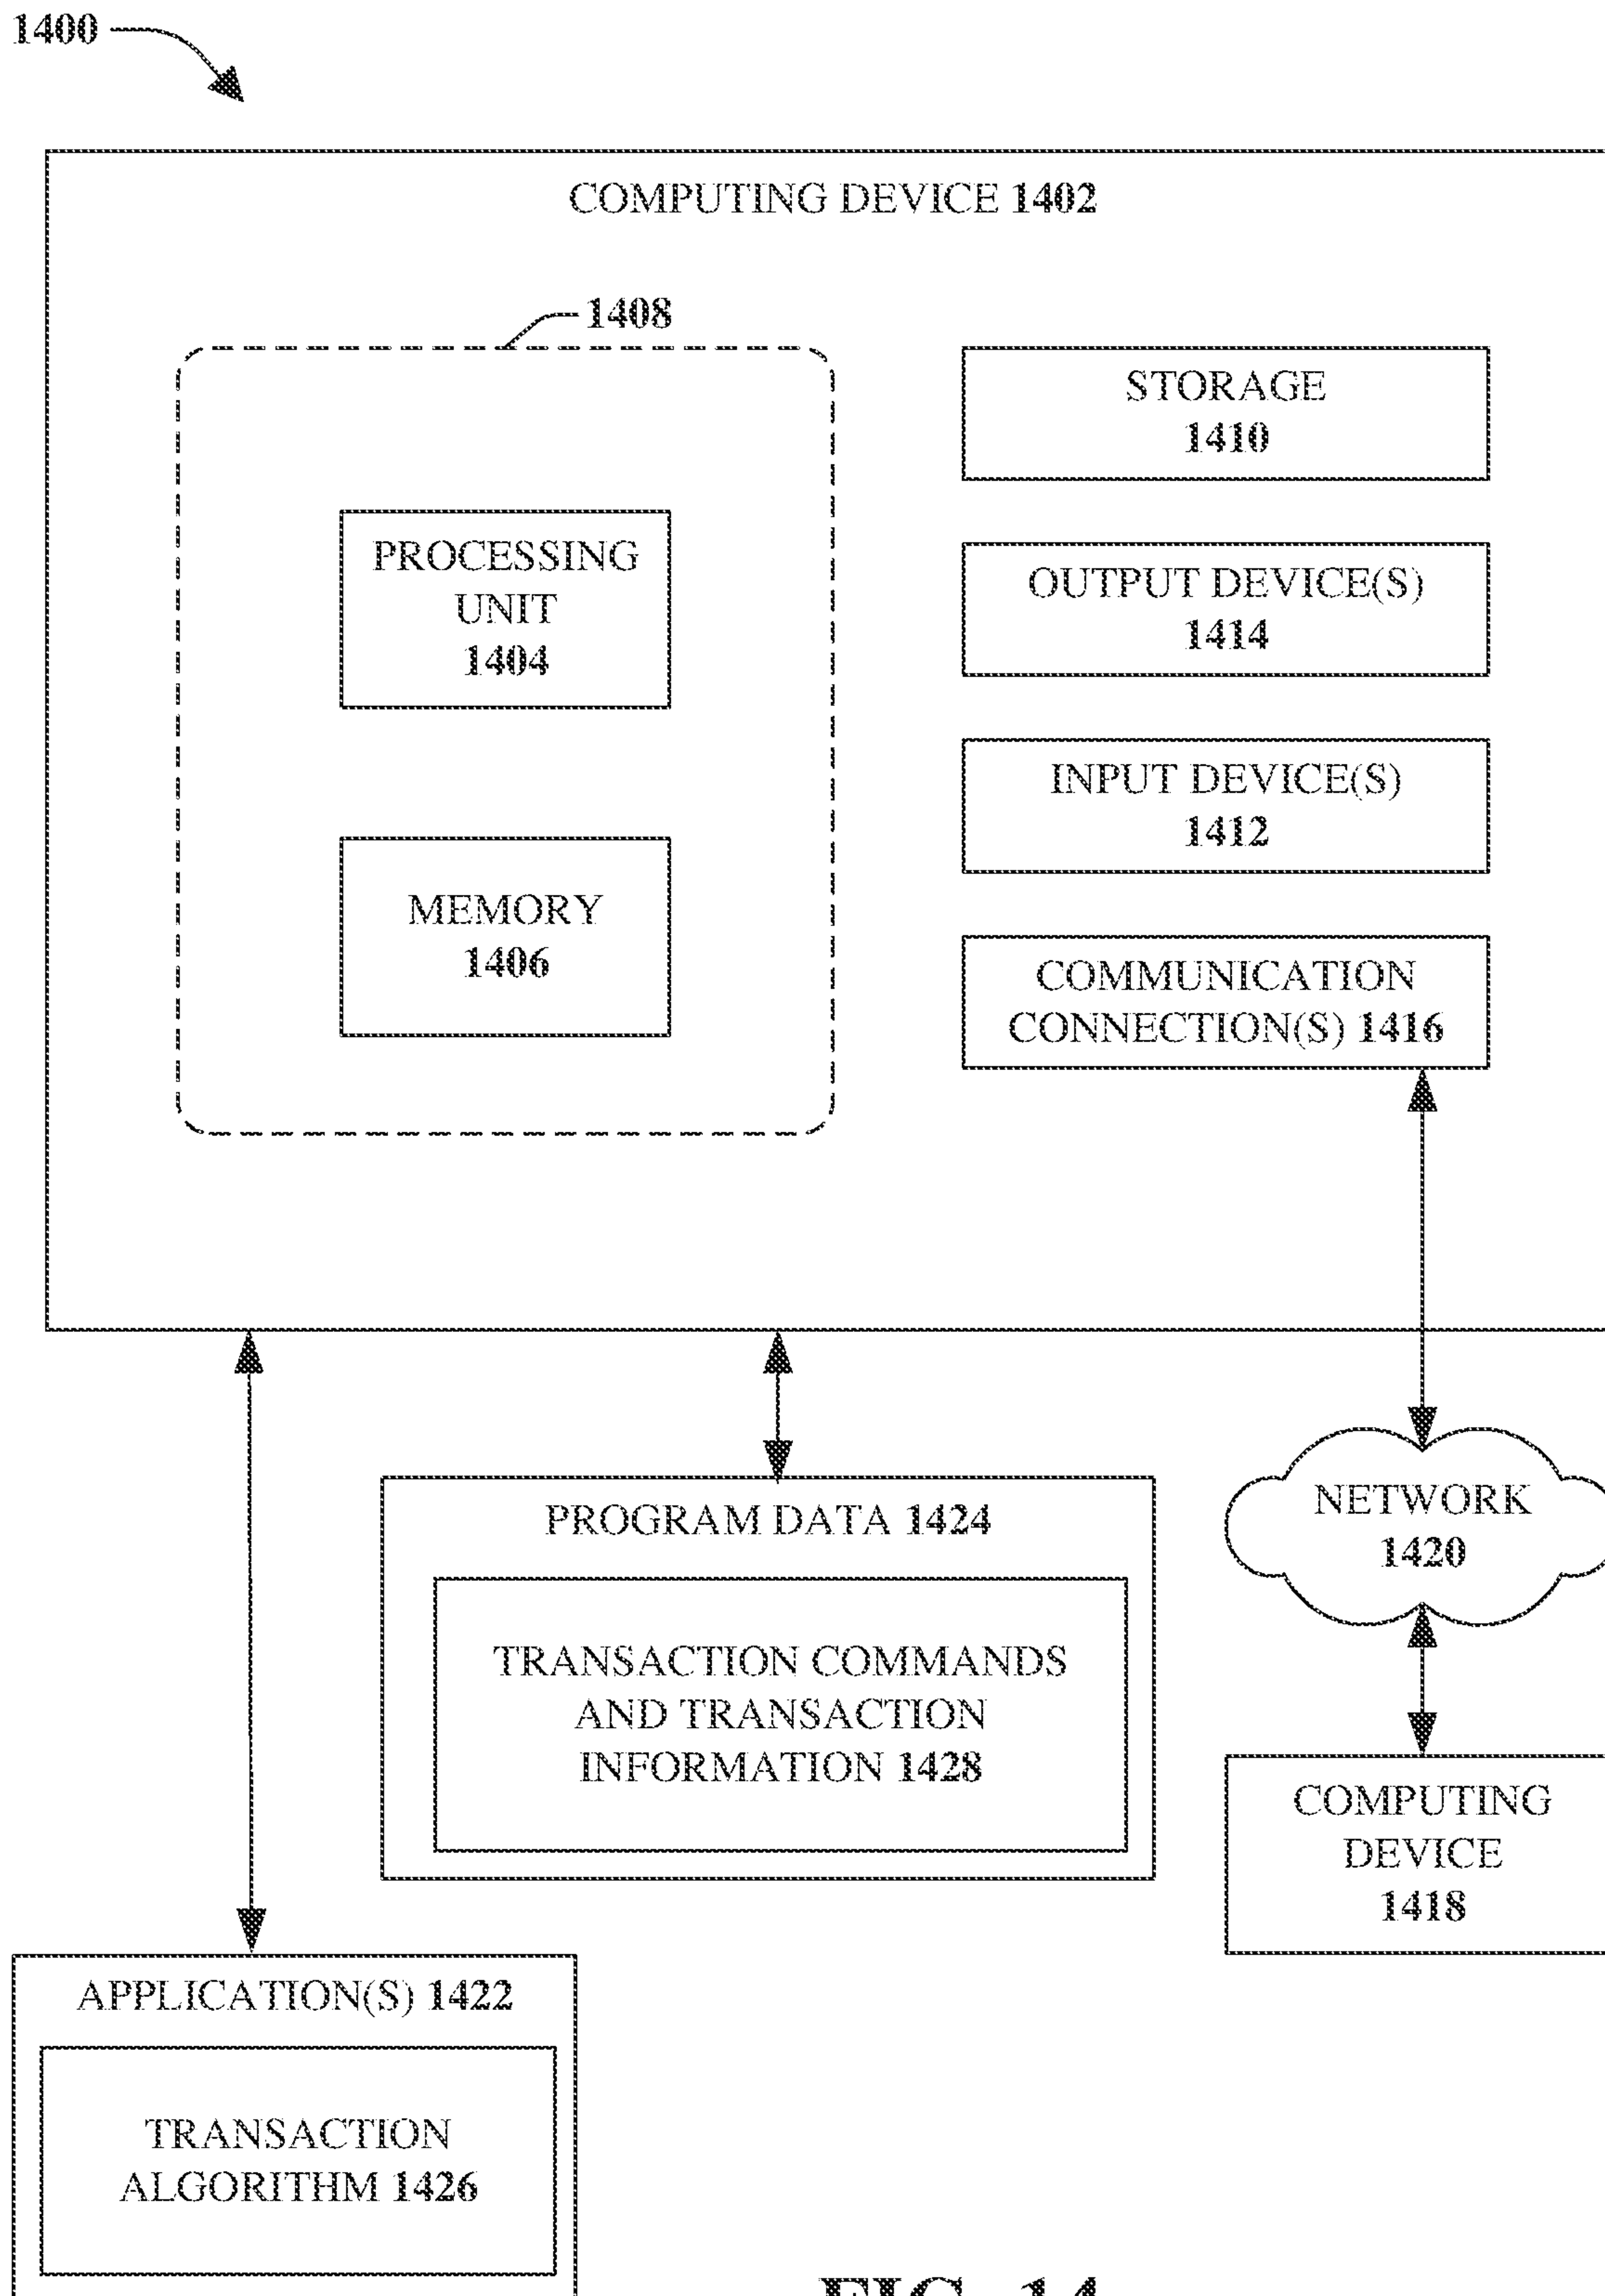 1400
COMPUTING DEVICE 1402
1408
PROCESSING
UNIT
1404
MEMORY
1406
STORAGE
1410
OUTPUT DEVICE(S)
1414
INPUT DEVICE(S)
1412
COMMUNICATION
CONNECTION(S) 1416
PROGRAM DATA 1424
TRANSACTION COMMANDS
AND TRANSACTION
INFORMATION 1428
NETWORK
1420
COMPUTING
DEVICE
1418
APPLICATION(S) 1422
TRANSACTION
ALGORITHM 1426
FIG. 14